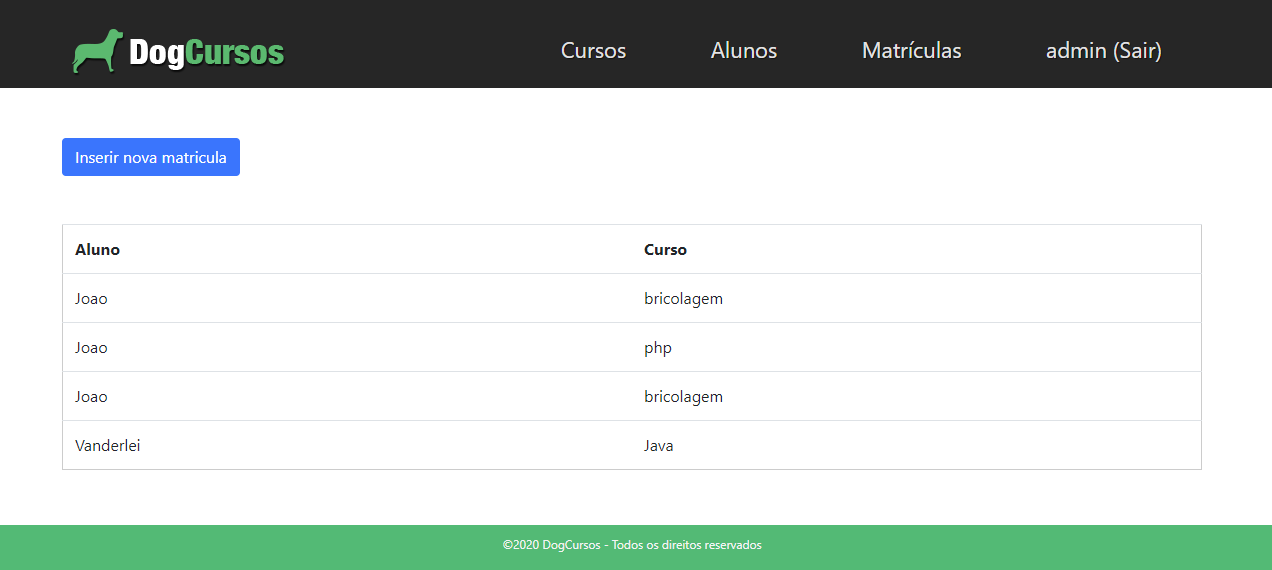 DogCursos Cursos Alunos Matrículas admin (Sair)
Inserir nova matricula
Aluno Curso
Joao bricolagem
Joao php
Joao bricolagem
Vanderlei Java
©2020 DogCursos - Todos os direitos reservados